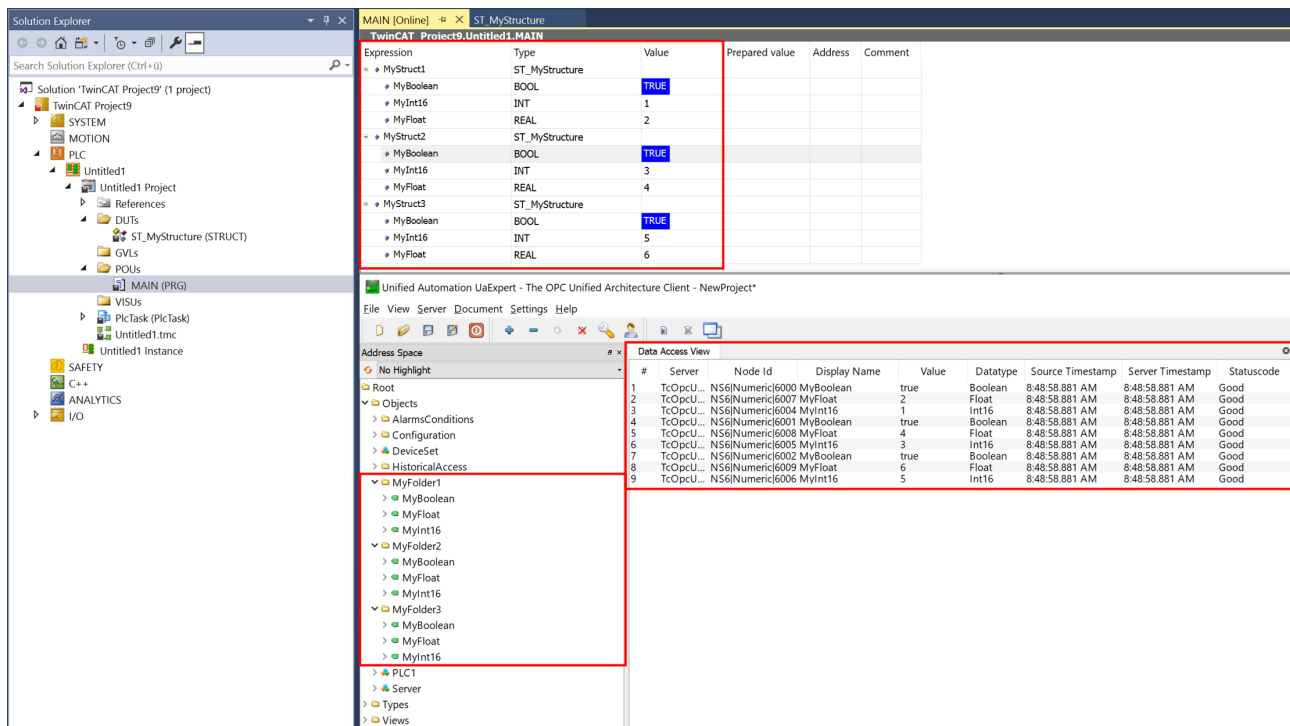 Solution Explorer
Search Solution Explorer (Ctrl+ü)
Solution 'TwinCAT Project9' (1 project)
TwinCAT Project9
SYSTEM
MOTION
PLC
Untitled1
Untitled1 Project
References
DUTs
ST_MyStructure (STRUCT)
GVLs
POUs
MAIN (PRG)
VISUs
PlcTask (PlcTask)
Untitled1.tmc
Untitled1 Instance
SAFETY
C++
ANALYTICS
I/O
MAIN [Online] ST_MyStructure
TwinCAT_Project9.Untitled1.MAIN
Expression Type Value Prepared value Address Comment
MyStruct1 ST_MyStructure
MyBoolean BOOL TRUE
MyInt16 INT 1
MyFloat REAL 2
MyStruct2 ST_MyStructure
MyBoolean BOOL TRUE
MyInt16 INT 3
MyFloat REAL 4
MyStruct3 ST_MyStructure
MyBoolean BOOL TRUE
MyInt16 INT 5
MyFloat REAL 6
Unified Automation UaExpert - The OPC Unified Architecture Client - NewProject*
File View Server Document Settings Help
Address Space
No Highlight
Root
Objects
AlarmsConditions
Configuration
DeviceSet
HistoricalAccess
MyFolder1
MyBoolean
MyFloat
MyInt16
MyFolder2
MyBoolean
MyFloat
MyInt16
MyFolder3
MyBoolean
MyFloat
MyInt16
PLC1
Server
Types
Views
Data Access View
# Server Node Id Display Name Value Datatype Source Timestamp Server Timestamp Statuscode
1 TcOpcU... NS6|Numeric|6000 MyBoolean true Boolean 8:48:58.881 AM 8:48:58.881 AM Good
2 TcOpcU... NS6|Numeric|6007 MyFloat 2 Float 8:48:58.881 AM 8:48:58.881 AM Good
3 TcOpcU... NS6|Numeric|6004 MyInt16 1 Int16 8:48:58.881 AM 8:48:58.881 AM Good
4 TcOpcU... NS6|Numeric|6001 MyBoolean true Boolean 8:48:58.881 AM 8:48:58.881 AM Good
5 TcOpcU... NS6|Numeric|6008 MyFloat 4 Float 8:48:58.881 AM 8:48:58.881 AM Good
6 TcOpcU... NS6|Numeric|6005 MyInt16 3 Int16 8:48:58.881 AM 8:48:58.881 AM Good
7 TcOpcU... NS6|Numeric|6002 MyBoolean true Boolean 8:48:58.881 AM 8:48:58.881 AM Good
8 TcOpcU... NS6|Numeric|6009 MyFloat 6 Float 8:48:58.881 AM 8:48:58.881 AM Good
9 TcOpcU... NS6|Numeric|6006 MyInt16 5 Int16 8:48:58.881 AM 8:48:58.881 AM Good